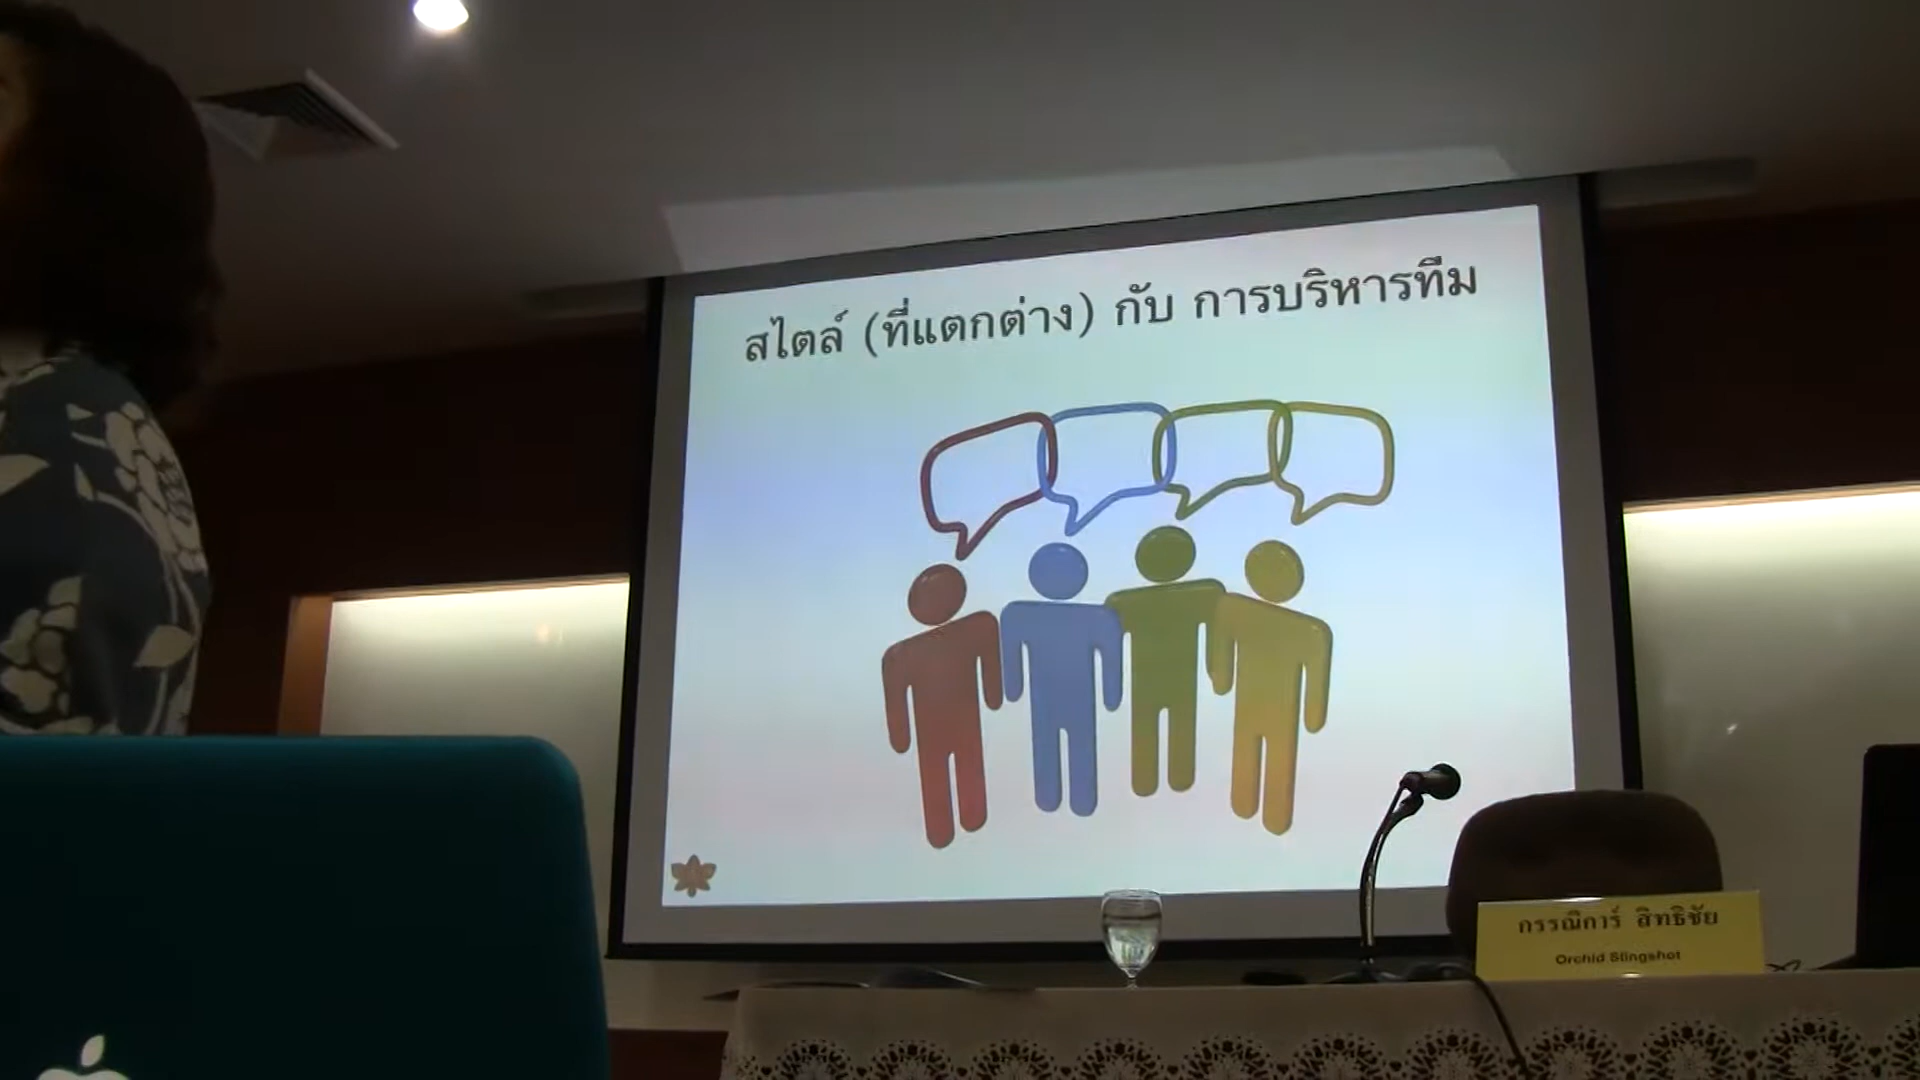 สไตล์ (ที่แตกต่าง) กับ การบริหารทีม
กรรณิการ์ สิทธิชัย
Orchid Slingshot